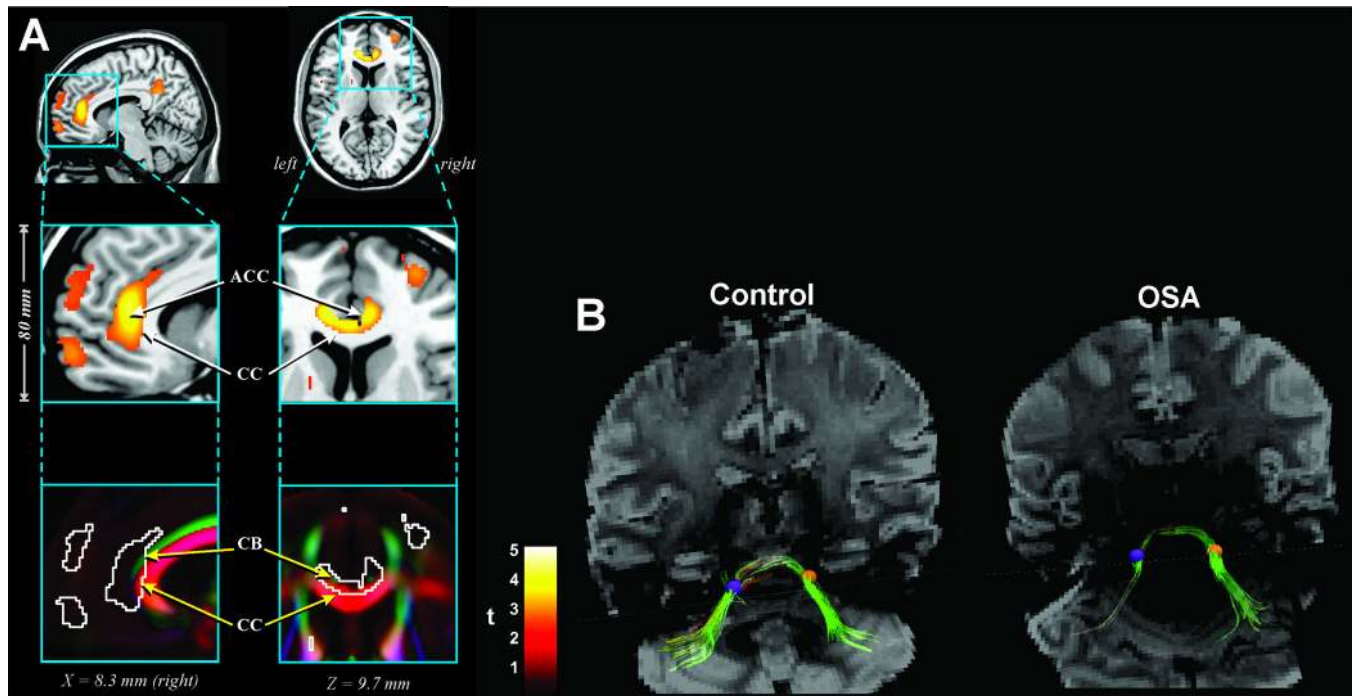 A
left
right
80 mm
ACC
CC
CB
CC
X = 8.3 mm (right)
Z = 9.7 mm
t
5
4
3
2
1
B
Control
OSA